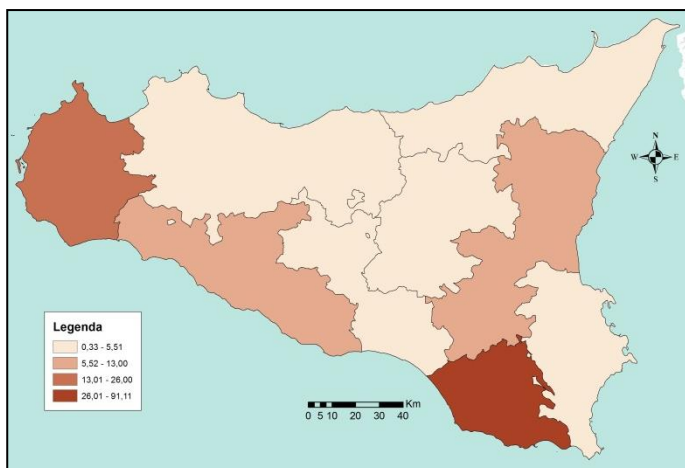 N
W E
S
Legenda
0,33 - 5,51
5,52 - 13,00
13,01 - 26,00
26,01 - 91,11
Km
0 5 10 20 30 40